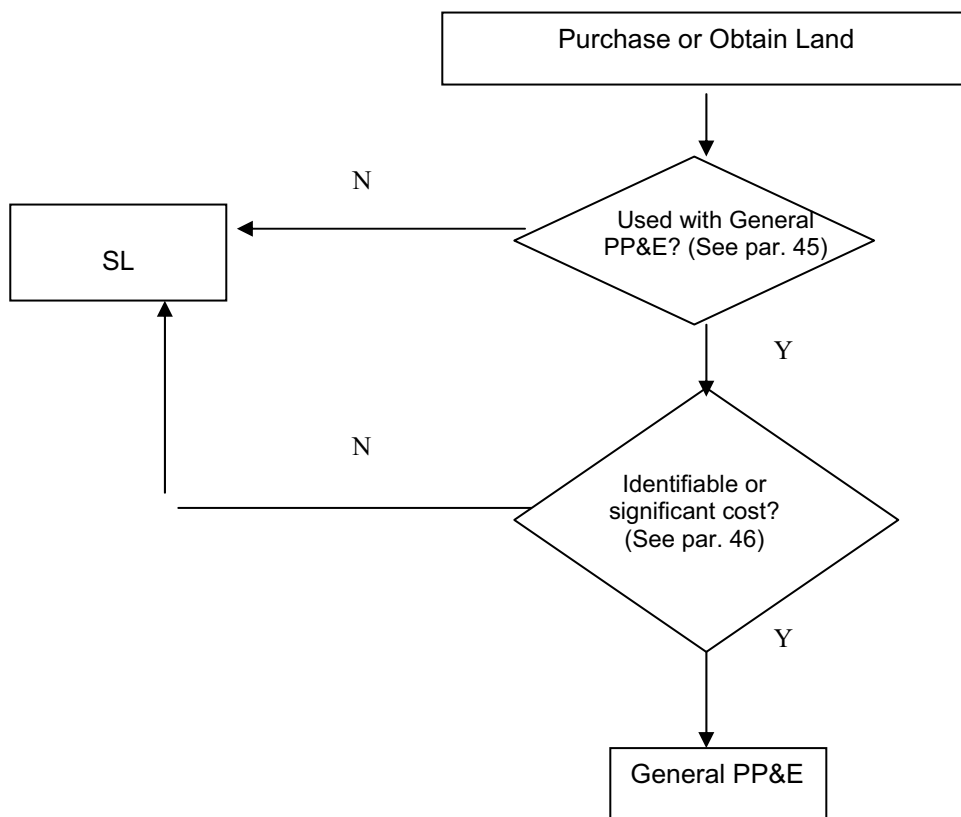 Purchase or Obtain Land
N
Used with General
PP&E? (See par. 45)
SL
Y
N
Identifiable or
significant cost?
(See par. 46)
Y
General PP&E